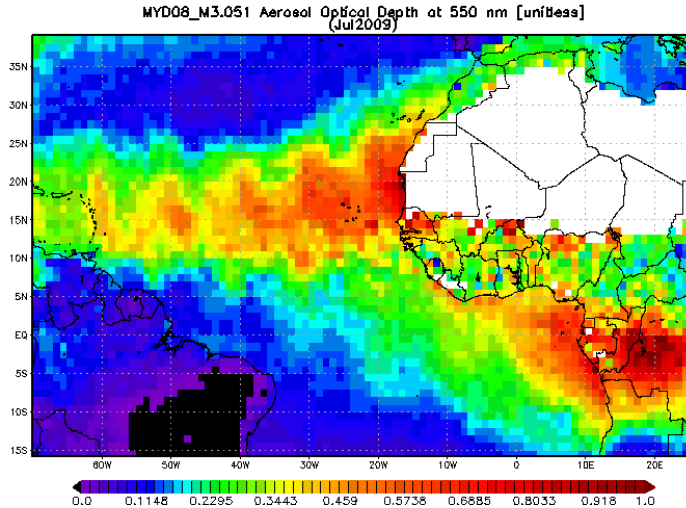 MYD08_M3.051 Aerosol Optical Depth at 550 nm [unitless]
(Jul2009)
35N
30N
25N
20N
15N
10N
5N
EQ
5S
10S
15S
60W 50W 40W 30W 20W 10W 0 10E 20E
0.0 0.1148 0.2295 0.3443 0.459 0.5738 0.6885 0.8033 0.918 1.0